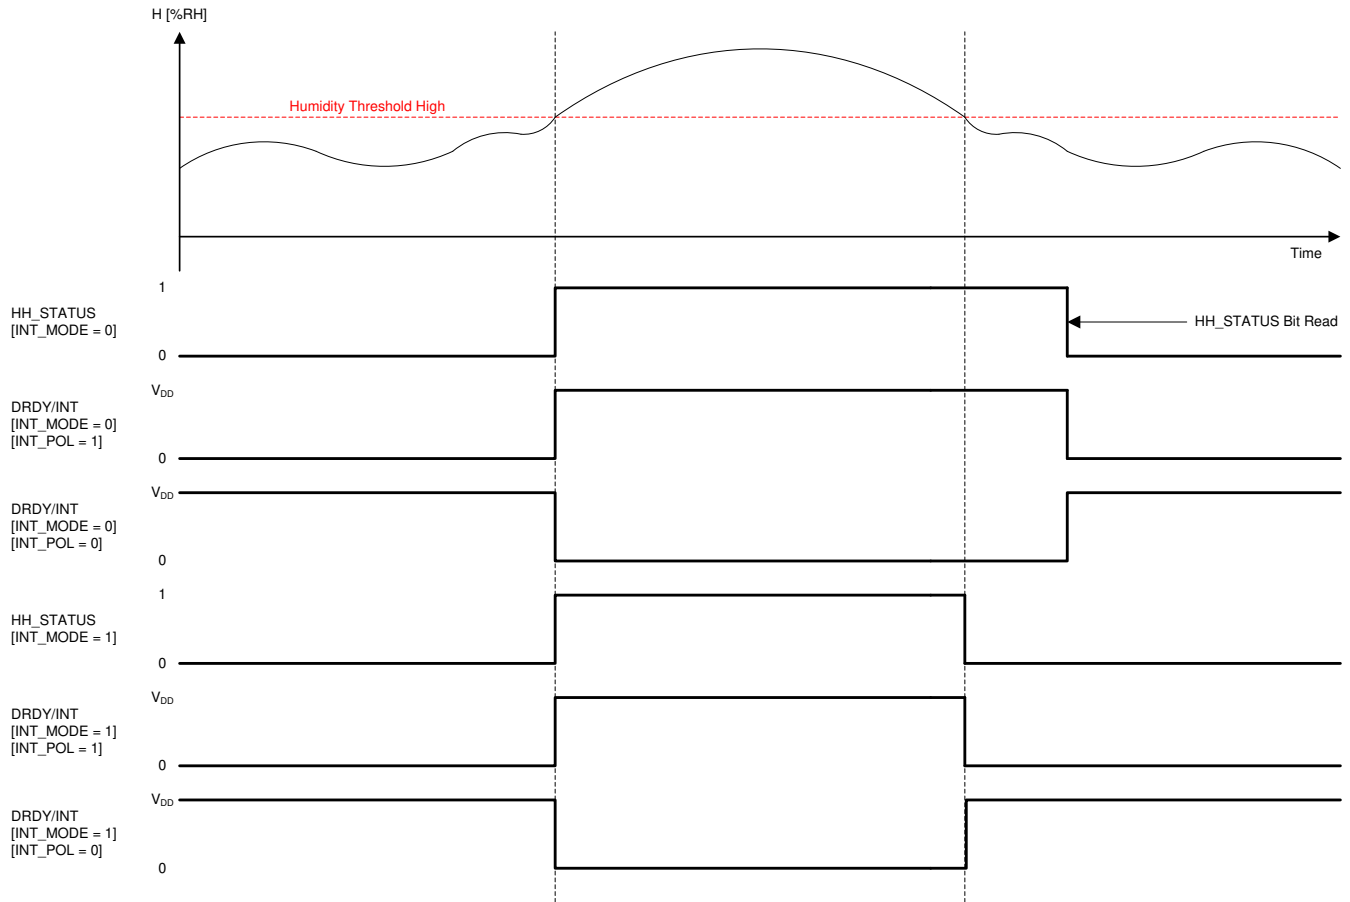 H [%RH]
Humidity Threshold High
Time
1
HH_STATUS
[INT_MODE = 0]
HH_STATUS Bit Read
0
VDD
DRDY/INT
[INT_MODE = 0]
[INT_POL = 1]
0
VDD
DRDY/INT
[INT_MODE = 0]
[INT_POL = 0]
0
1
HH_STATUS
[INT_MODE = 1]
0
VDD
DRDY/INT
[INT_MODE = 1]
[INT_POL = 1]
0
VDD
DRDY/INT
[INT_MODE = 1]
[INT_POL = 0]
0